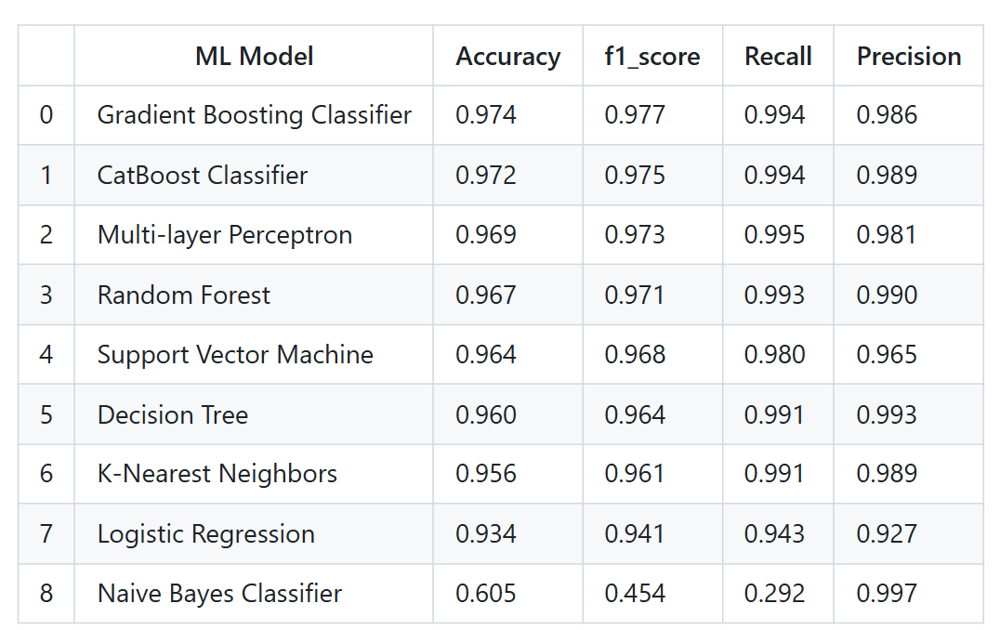 ML Model Accuracy f1_score Recall Precision
0 Gradient Boosting Classifier 0.974 0.977 0.994 0.986
1 CatBoost Classifier 0.972 0.975 0.994 0.989
2 Multi-layer Perceptron 0.969 0.973 0.995 0.981
3 Random Forest 0.967 0.971 0.993 0.990
4 Support Vector Machine 0.964 0.968 0.980 0.965
5 Decision Tree 0.960 0.964 0.991 0.993
6 K-Nearest Neighbors 0.956 0.961 0.991 0.989
7 Logistic Regression 0.934 0.941 0.943 0.927
8 Naive Bayes Classifier 0.605 0.454 0.292 0.997